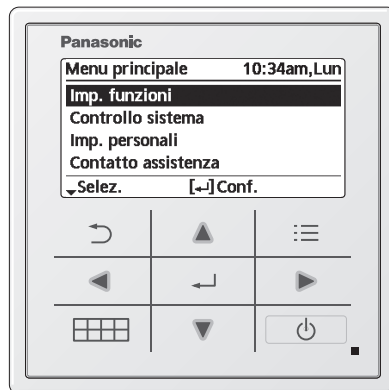 Panasonic
Menu principale 10:34am,Lun
Imp. funzioni
Controllo sistema
Imp. personali
Contatto assistenza
Selez. [↵]Conf.